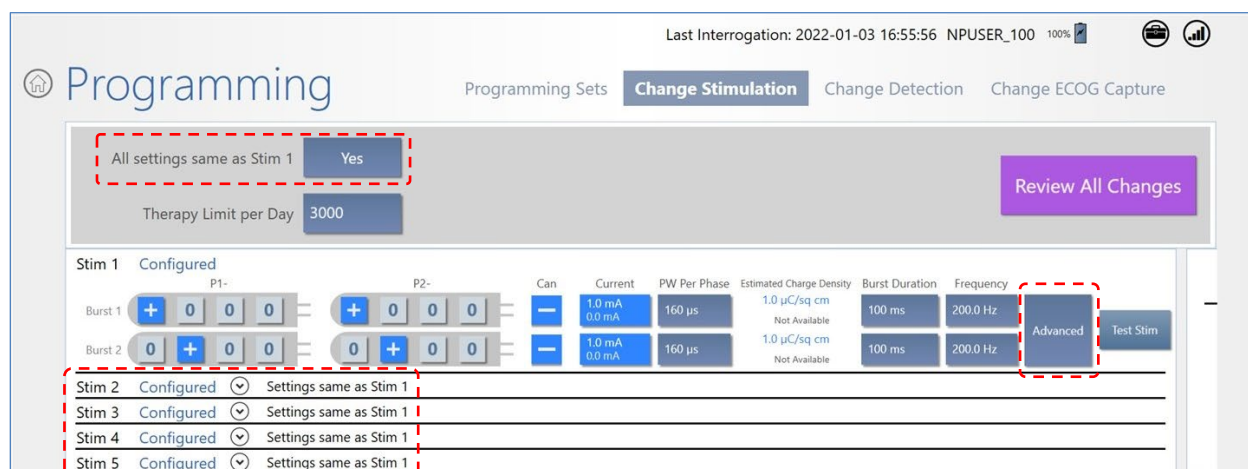 Last Interrogation: 2022-01-03 16:55:56 NPUSER_100 100%
Programming
Programming Sets Change Stimulation Change Detection Change ECOG Capture
All settings same as Stim 1 Yes
Review All Changes
Therapy Limit per Day 3000
Stim 1 Configured
P1- P2- Can Current PW Per Phase Estimated Charge Density Burst Duration Frequency
Burst 1 + 0 0 0 + 0 0 0 − 1.0 mA 0.0 mA 160 µs 1.0 µC/sq cm Not Available 100 ms 200.0 Hz
Advanced Test Stim
Burst 2 0 + 0 0 0 + 0 0 − 1.0 mA 0.0 mA 160 µs 1.0 µC/sq cm Not Available 100 ms 200.0 Hz
Stim 2 Configured Settings same as Stim 1
Stim 3 Configured Settings same as Stim 1
Stim 4 Configured Settings same as Stim 1
Stim 5 Configured Settings same as Stim 1